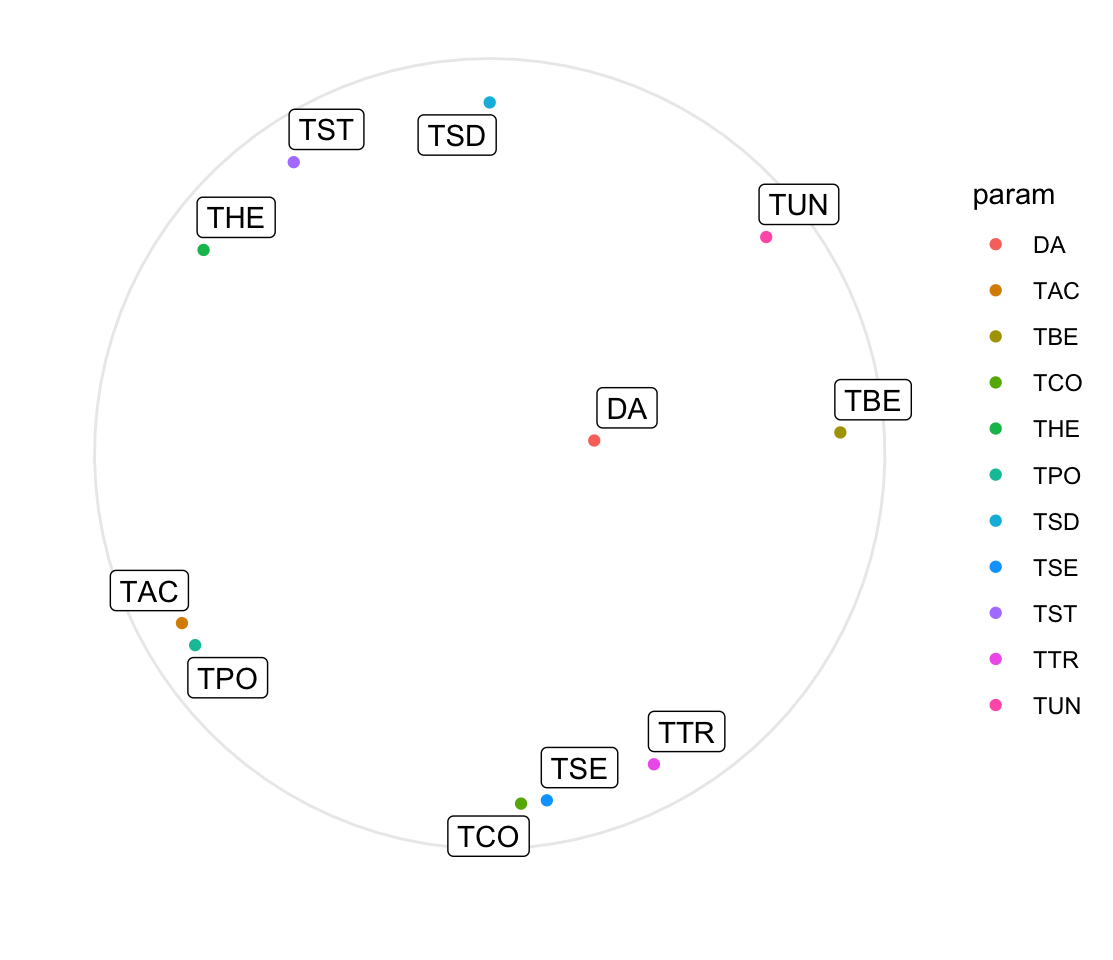 TST
TSD
THE
TUN
DA
TBE
TAC
TPO
TTR
TSE
TCO
param
DA
TAC
TBE
TCO
THE
TPO
TSD
TSE
TST
TTR
TUN